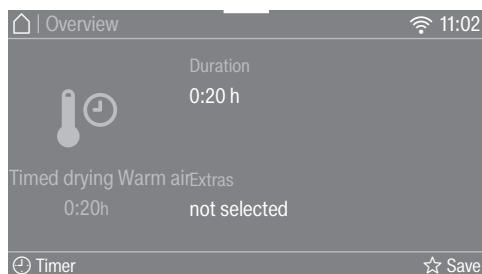 | Overview 11:02
Duration
0:20 h
Timed drying Warm air
0:20h
Extras
not selected
Timer Save